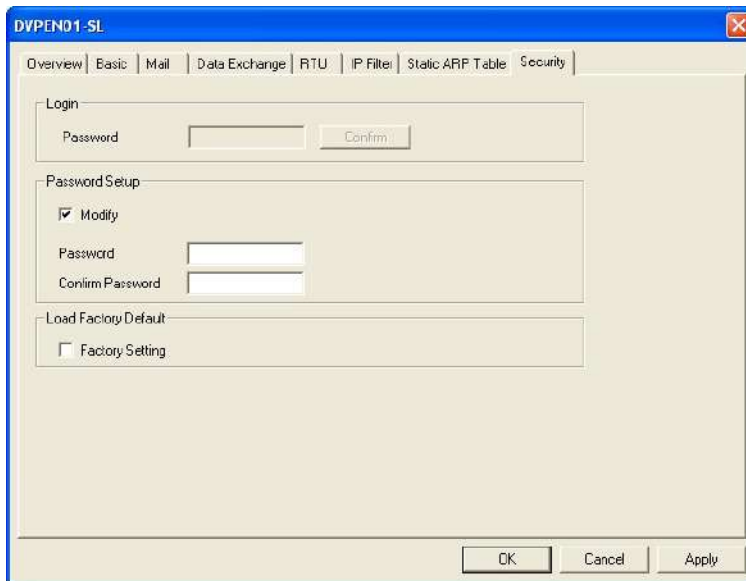 DVPEN01-SL
Overview Basic Mail Data Exchange RTU IP Filter Static ARP Table Security
Login
Password Confirm
Password Setup
Modify
Password
Confirm Password
Load Factory Default
Factory Setting
OK Cancel Apply